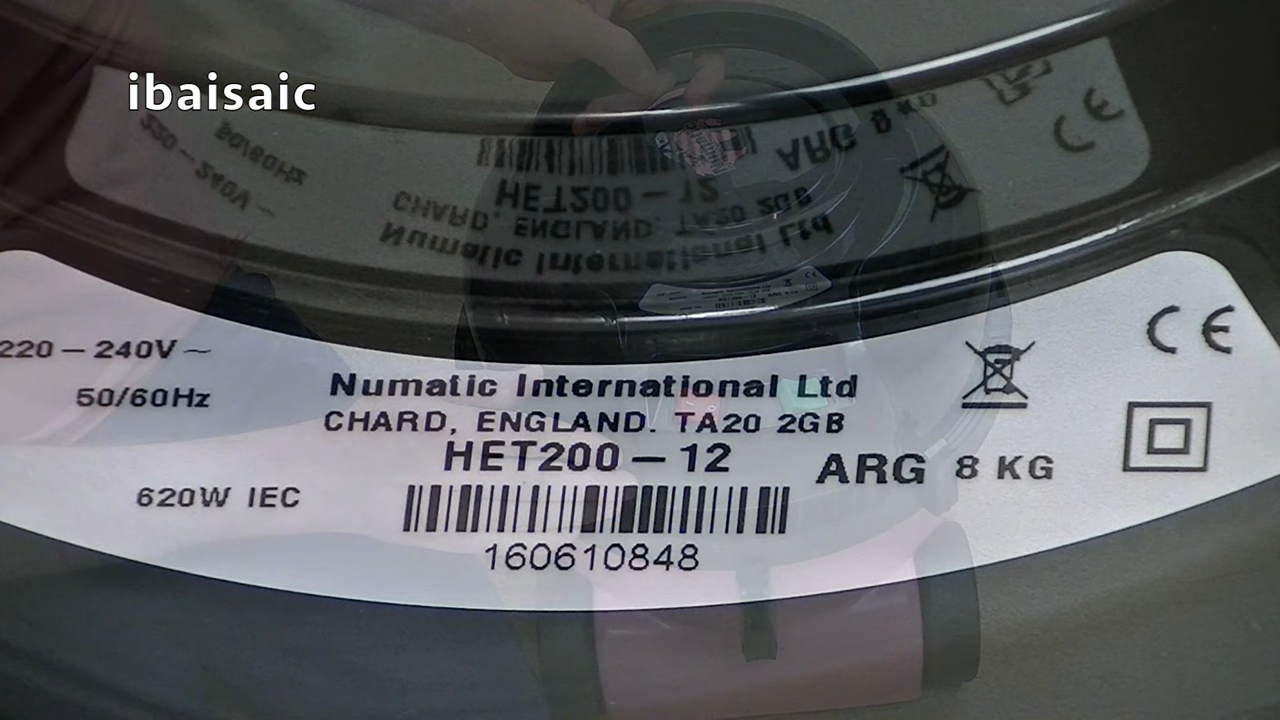 ibaisaic
220 – 240V ~
50/60Hz
620W IEC
Numatic International Ltd
CHARD, ENGLAND. TA20 2GB
HET200 – 12
160610848
ARG 8 KG
CE